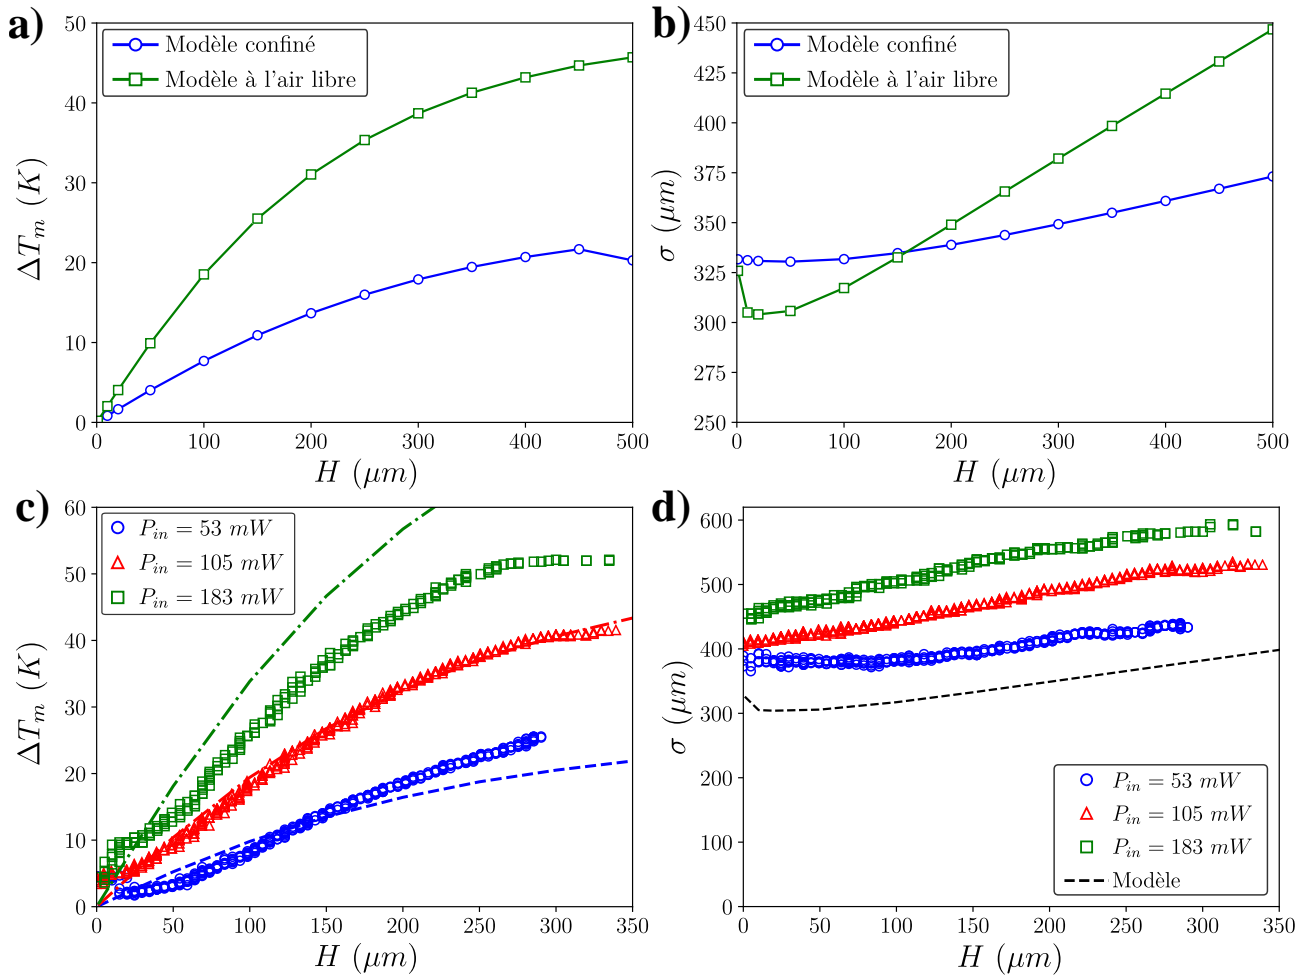 a)
50
40
30
20
10
0
0 100 200 300 400 500
ΔT_m (K)
H (μm)
Modèle confiné
Modèle à l'air libre
b)
450
425
400
375
350
325
300
275
250
0 100 200 300 400 500
σ (μm)
H (μm)
Modèle confiné
Modèle à l'air libre
c)
60
50
40
30
20
10
0
0 50 100 150 200 250 300 350
ΔT_m (K)
H (μm)
P_in = 53 mW
P_in = 105 mW
P_in = 183 mW
d)
600
500
400
300
200
100
0
0 50 100 150 200 250 300 350
σ (μm)
H (μm)
P_in = 53 mW
P_in = 105 mW
P_in = 183 mW
Modèle